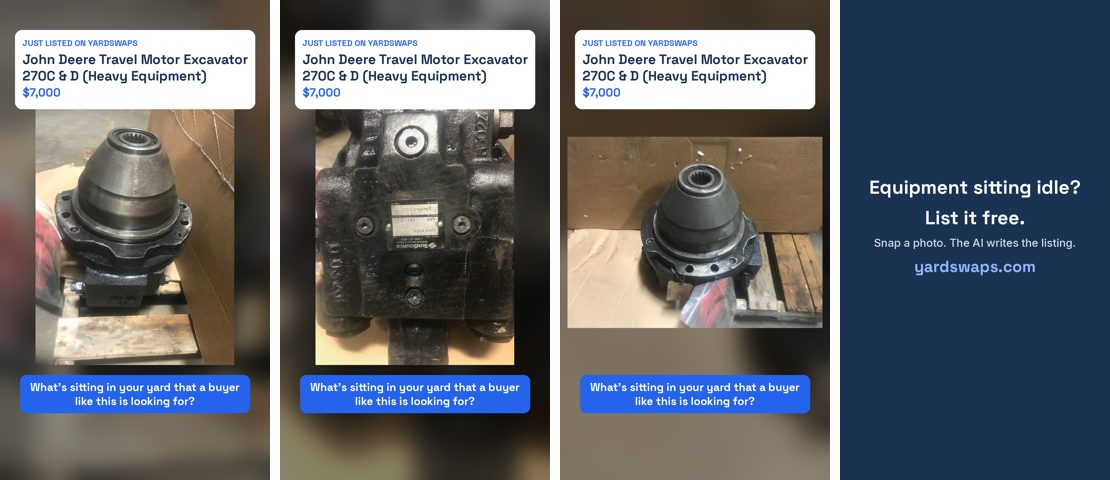 JUST LISTED ON YARDSWAPS
John Deere Travel Motor Excavator
270C & D (Heavy Equipment)
$7,000
What's sitting in your yard that a buyer
like this is looking for?
JUST LISTED ON YARDSWAPS
John Deere Travel Motor Excavator
270C & D (Heavy Equipment)
$7,000
What's sitting in your yard that a buyer
like this is looking for?
JUST LISTED ON YARDSWAPS
John Deere Travel Motor Excavator
270C & D (Heavy Equipment)
$7,000
What's sitting in your yard that a buyer
like this is looking for?
Equipment sitting idle?
List it free.
Snap a photo. The AI writes the listing.
yardswaps.com